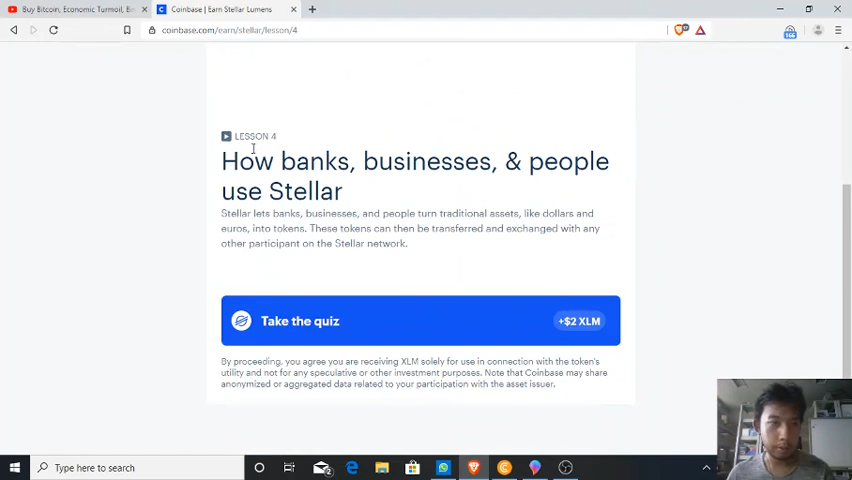 Buy Bitcoin, Economic Turmoil, Bi
Coinbase | Earn Stellar Lumens
coinbase.com/earn/stellar/lesson/4
LESSON 4
How banks, businesses, & people
use Stellar
Stellar lets banks, businesses, and people turn traditional assets, like dollars and
euros, into tokens. These tokens can then be transferred and exchanged with any
other participant on the Stellar network.
Take the quiz
+$2 XLM
By proceeding, you agree you are receiving XLM solely for use in connection with the token's
utility and not for any speculative or other investment purposes. Note that Coinbase may share
anonymized or aggregated data related to your participation with the asset issuer.
Type here to search